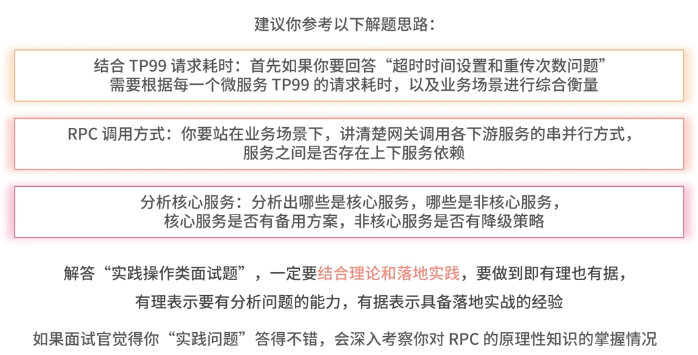 建议你参考以下解题思路：
结合 TP99 请求耗时：首先如果你要回答“超时时间设置和重传次数问题”
需要根据每一个微服务 TP99 的请求耗时，以及业务场景进行综合衡量
RPC 调用方式：你要站在业务场景下，讲清楚网关调用各下游服务的串并行方式，
服务之间是否存在上下服务依赖
分析核心服务：分析出哪些是核心服务，哪些是非核心服务，
核心服务是否有备用方案，非核心服务是否有降级策略
解答“实践操作类面试题”，一定要结合理论和落地实践，要做到即有理也有据，
有理表示要有分析问题的能力，有据表示具备落地实战的经验
如果面试官觉得你“实践问题”答得不错，会深入考察你对 RPC 的原理性知识的掌握情况